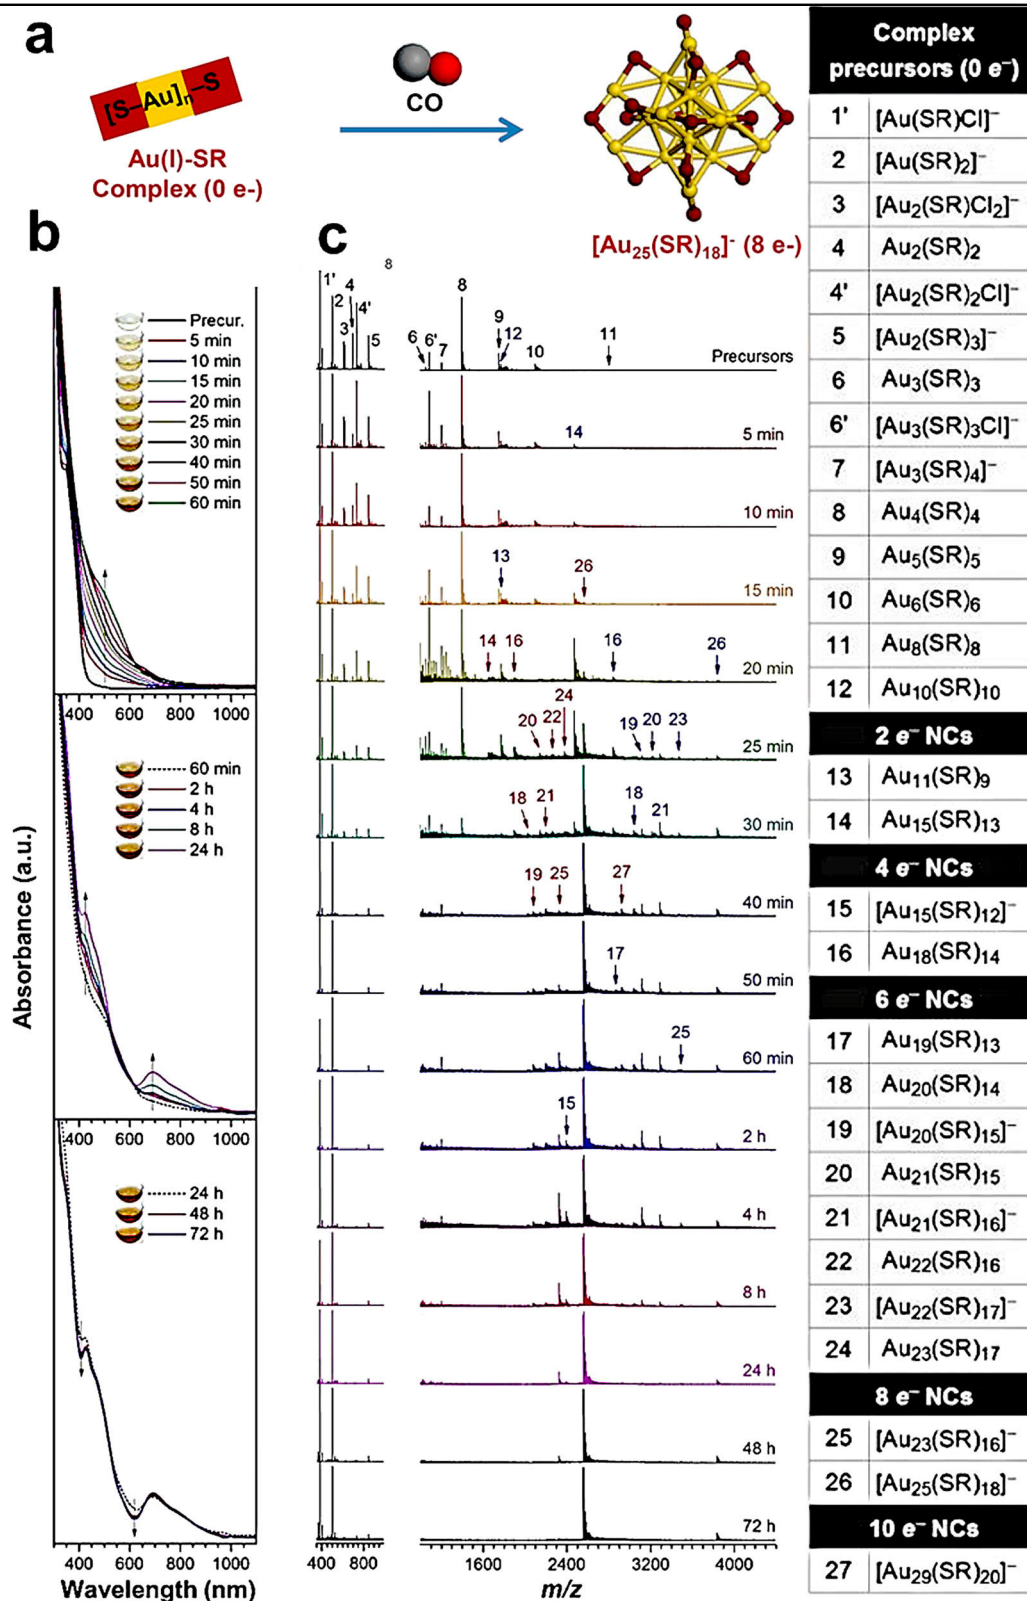 a
[S–Au]n–S
Au(I)-SR
Complex (0 e-)
CO
[Au25(SR)18]- (8 e-)
b
Precur.
5 min
10 min
15 min
20 min
25 min
30 min
40 min
50 min
60 min
400 600 800 1000
60 min
2 h
4 h
8 h
24 h
400 600 800 1000
24 h
48 h
72 h
400 600 800 1000
Wavelength (nm)
Absorbance (a.u.)
c
8
1' 2 3 4 4' 5 6 6' 7 8 9 12 10 11
Precursors
14
5 min
10 min
13 26
15 min
14 16 16 26
20 min
20 22 24 19 20 23
25 min
18 21 18 21
30 min
19 25 27
40 min
17
50 min
25
60 min
15
2 h
4 h
8 h
24 h
48 h
72 h
400 800 1600 2400 3200 4000
m/z
Complex
precursors (0 e–)
1' [Au(SR)Cl]–
2 [Au(SR)2]–
3 [Au2(SR)Cl2]–
4 Au2(SR)2
4' [Au2(SR)2Cl]–
5 [Au2(SR)3]–
6 Au3(SR)3
6' [Au3(SR)3Cl]–
7 [Au3(SR)4]–
8 Au4(SR)4
9 Au5(SR)5
10 Au6(SR)6
11 Au8(SR)8
12 Au10(SR)10
2 e– NCs
13 Au11(SR)9
14 Au15(SR)13
4 e– NCs
15 [Au15(SR)12]–
16 Au18(SR)14
6 e– NCs
17 Au19(SR)13
18 Au20(SR)14
19 [Au20(SR)15]–
20 Au21(SR)15
21 [Au21(SR)16]–
22 Au22(SR)16
23 [Au22(SR)17]–
24 Au23(SR)17
8 e– NCs
25 [Au23(SR)16]–
26 [Au25(SR)18]–
10 e– NCs
27 [Au29(SR)20]–